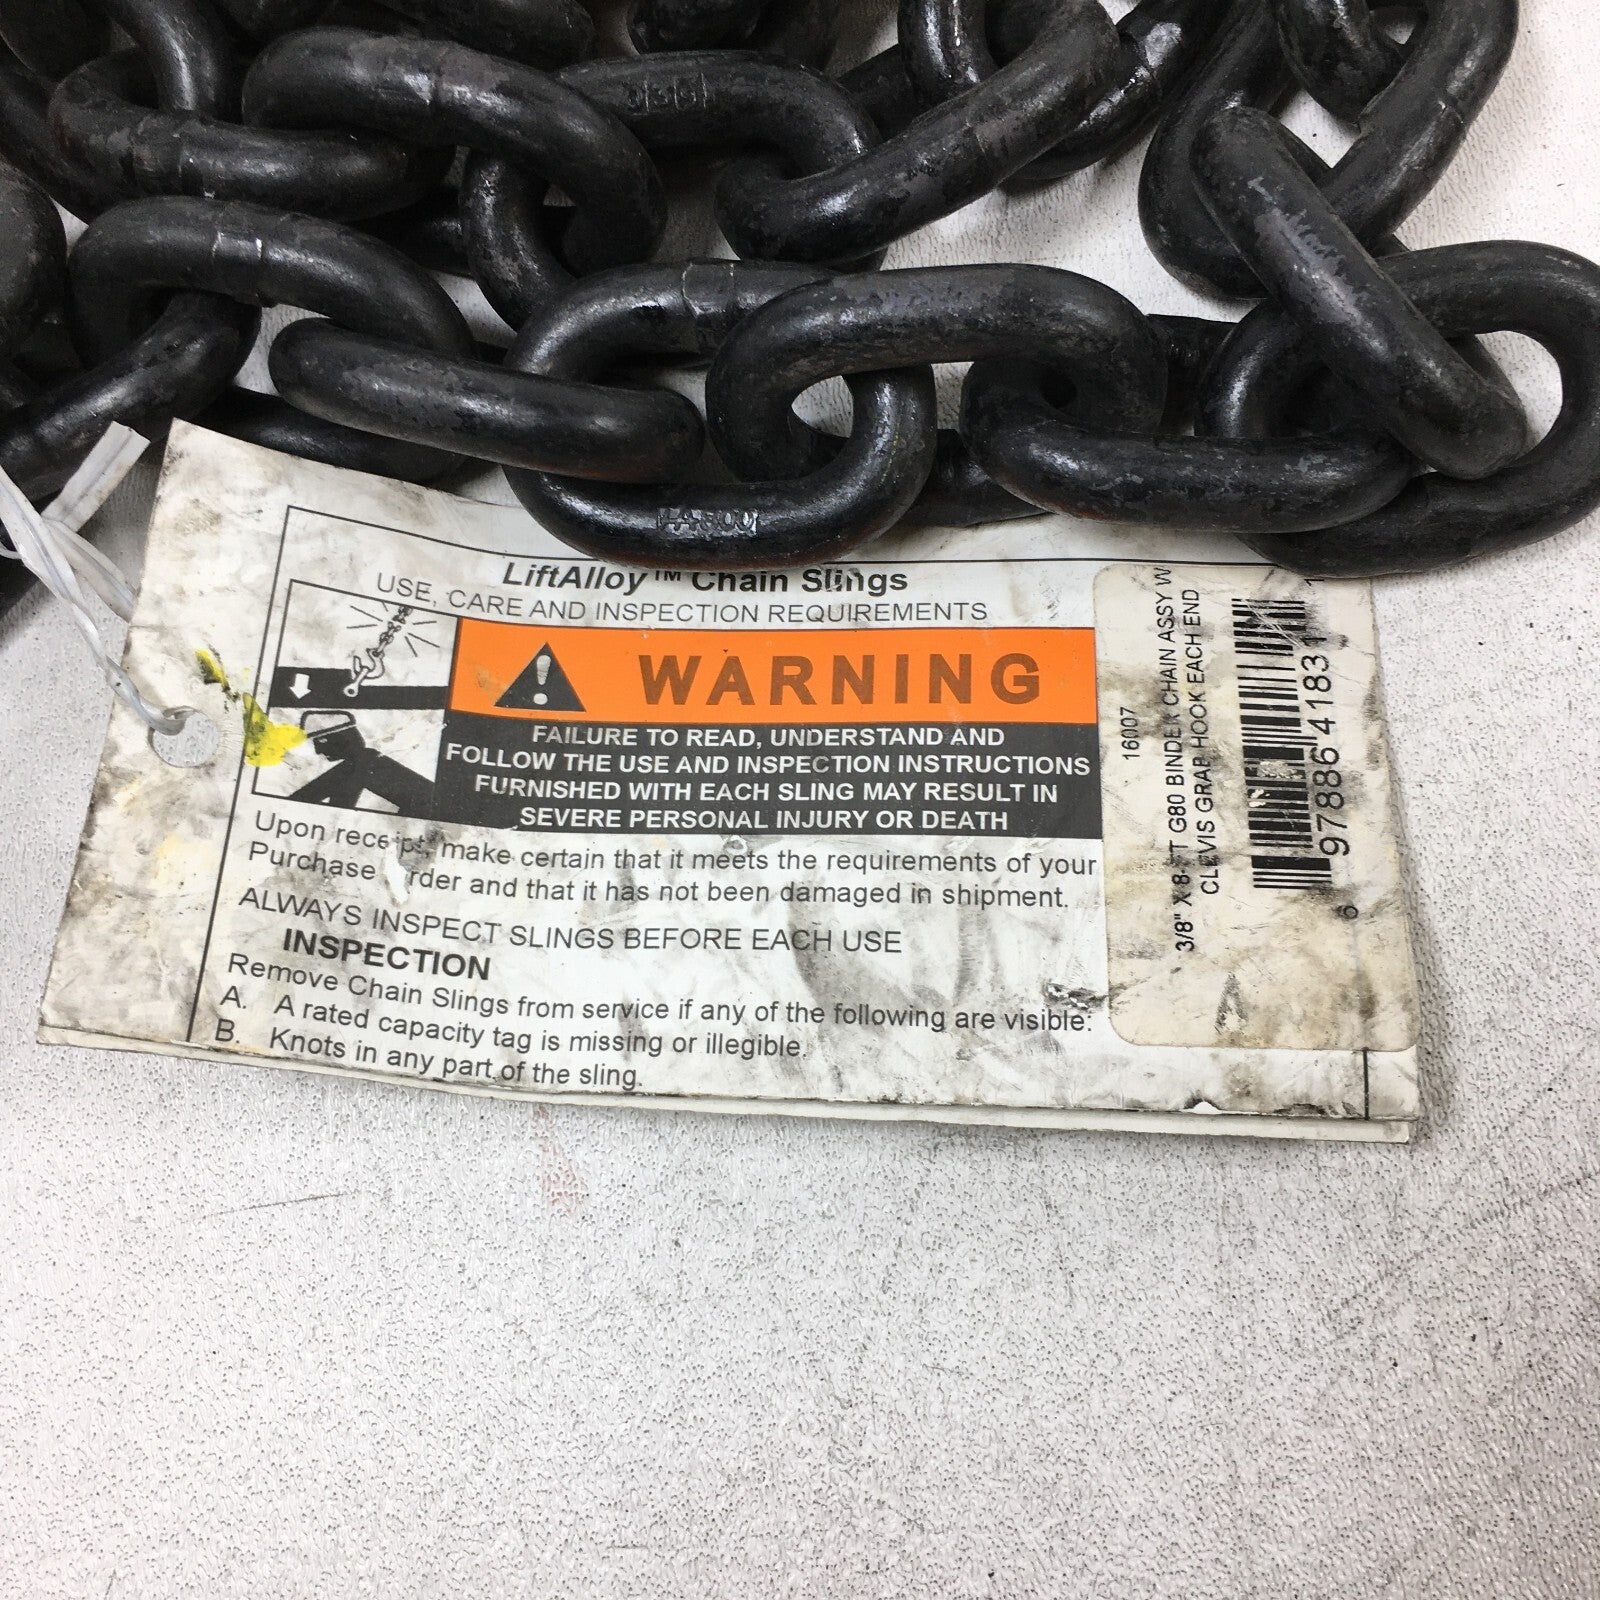 LiftAlloy™ Chain Slings
USE, CARE AND INSPECTION REQUIREMENTS
WARNING
FAILURE TO READ, UNDERSTAND AND
FOLLOW THE USE AND INSPECTION INSTRUCTIONS
FURNISHED WITH EACH SLING MAY RESULT IN
SEVERE PERSONAL INJURY OR DEATH
Upon receipt, make certain that it meets the requirements of your
Purchase rder and that it has not been damaged in shipment.
ALWAYS INSPECT SLINGS BEFORE EACH USE
INSPECTION
Remove Chain Slings from service if any of the following are visible:
A. A rated capacity tag is missing or illegible.
B. Knots in any part of the sling.
16007
3/8" X 8 T G80 BINDER CHAIN ASSY W
CLEVIS GRAB HOOK EACH END
6 97886 41831 1